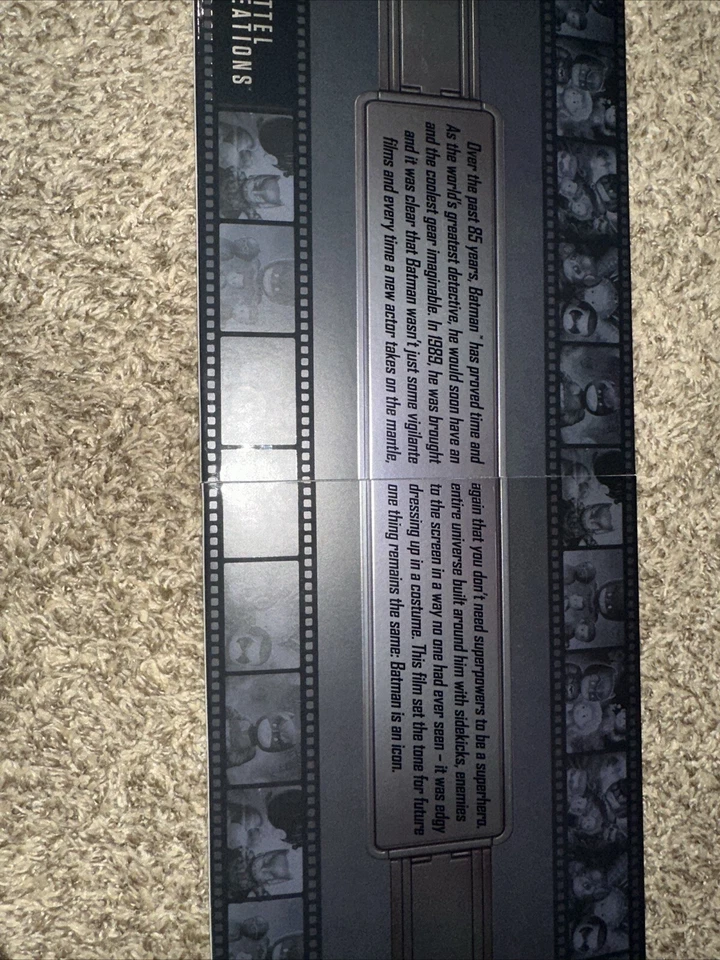 TTEL
EATIONS
Over the past 85 years, Batman™ has proved time and again that you don't need superpowers to be a superhero.
As the world's greatest detective, he would soon have an entire universe built around him with sidekicks, enemies
and the coolest gear imaginable. In 1989, he was brought to the screen in a way no one had ever seen – it was edgy
and it was clear that Batman wasn't just some vigilante dressing up in a costume. This film set the tone for future
films and every time a new actor takes on the mantle, one thing remains the same: Batman is an icon.